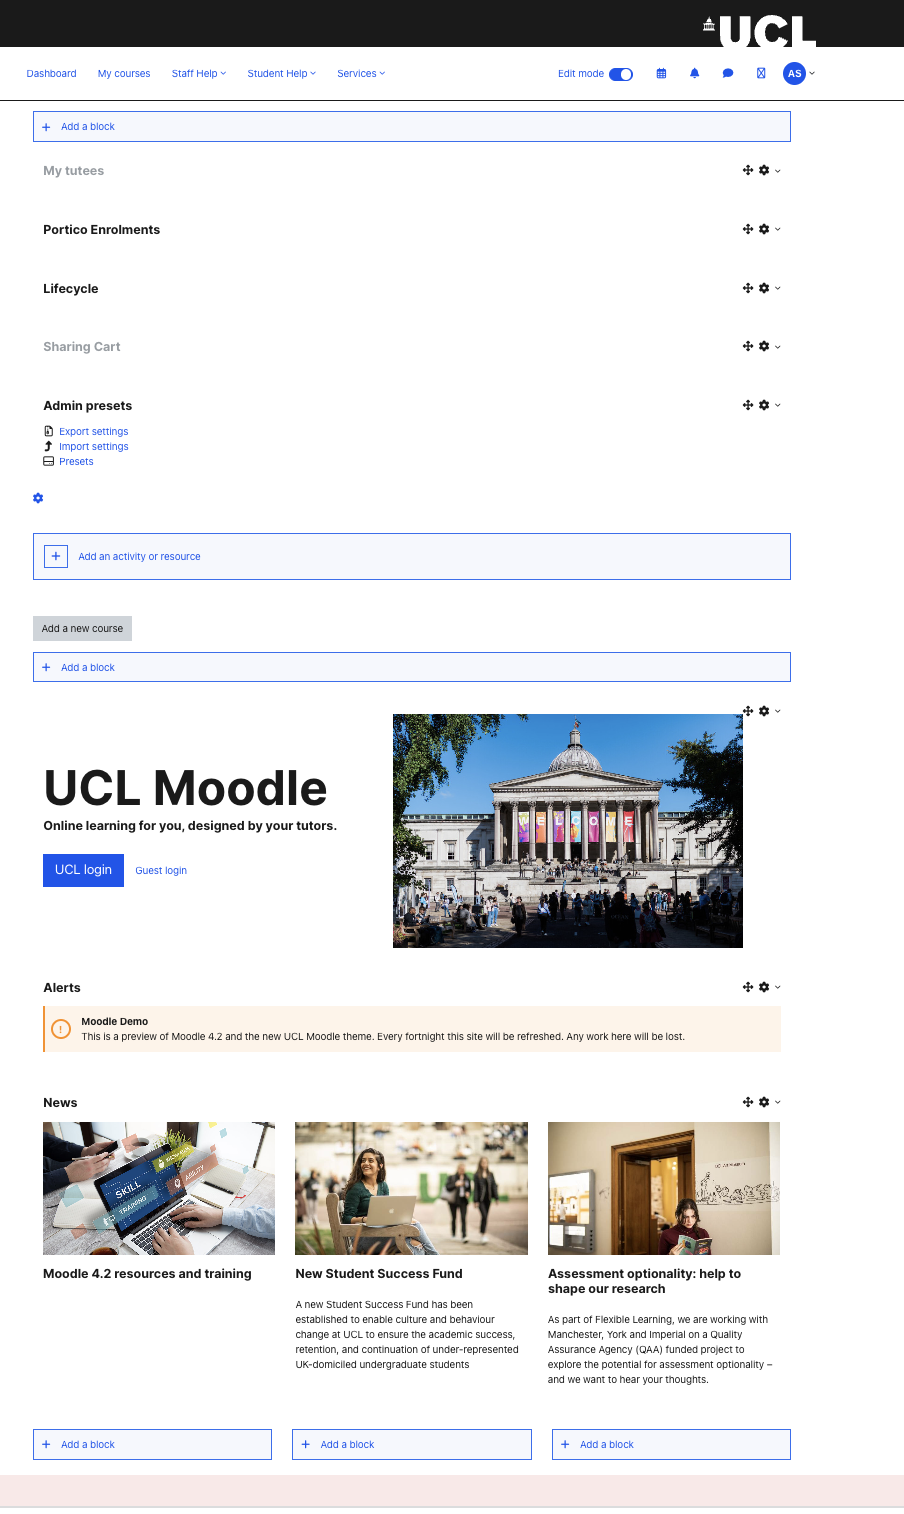 UCL
Dashboard My courses Staff Help Student Help Services Edit mode AS
Add a block
My tutees
Portico Enrolments
Lifecycle
Sharing Cart
Admin presets
Export settings
Import settings
Presets
Add an activity or resource
Add a new course
Add a block
UCL Moodle
Online learning for you, designed by your tutors.
UCL login Guest login
WELCOME
Alerts
Moodle Demo
This is a preview of Moodle 4.2 and the new UCL Moodle theme. Every fortnight this site will be refreshed. Any work here will be lost.
News
SKILL
ABILITY
TRAINING
Moodle 4.2 resources and training
New Student Success Fund
A new Student Success Fund has been
established to enable culture and behaviour
change at UCL to ensure the academic success,
retention, and continuation of under-represented
UK-domiciled undergraduate students
Assessment optionality: help to
shape our research
As part of Flexible Learning, we are working with
Manchester, York and Imperial on a Quality
Assurance Agency (QAA) funded project to
explore the potential for assessment optionality –
and we want to hear your thoughts.
Add a block Add a block Add a block